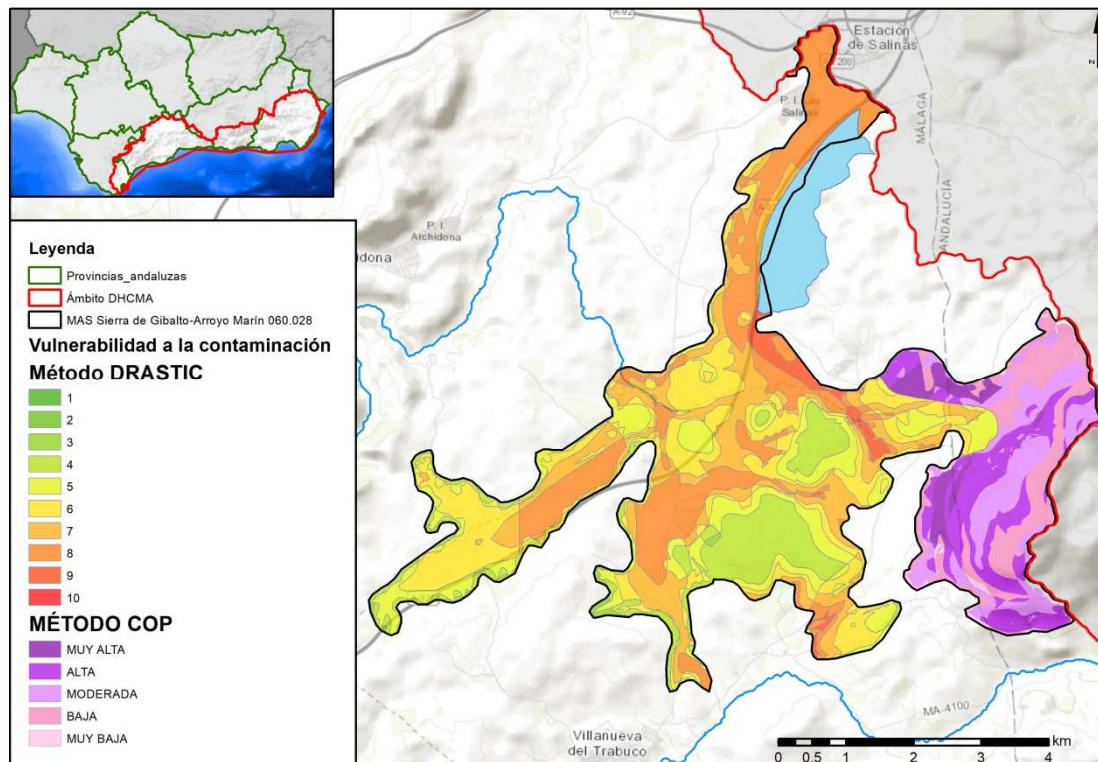 Leyenda
Provincias_andaluzas
Ámbito DHCMA
MAS Sierra de Gibalto-Arroyo Marín 060.028
Vulnerabilidad a la contaminación
Método DRASTIC
1
2
3
4
5
6
7
8
9
10
MÉTODO COP
MUY ALTA
ALTA
MODERADA
BAJA
MUY BAJA
A-92
Estación
de Salinas
P. I. Las
Salinas
MÁLAGA
ANDALUCÍA
P. I.
Archidona
idona
Villanueva
del Trabuco
MA-4100
z
km
0 0.5 1 2 3 4